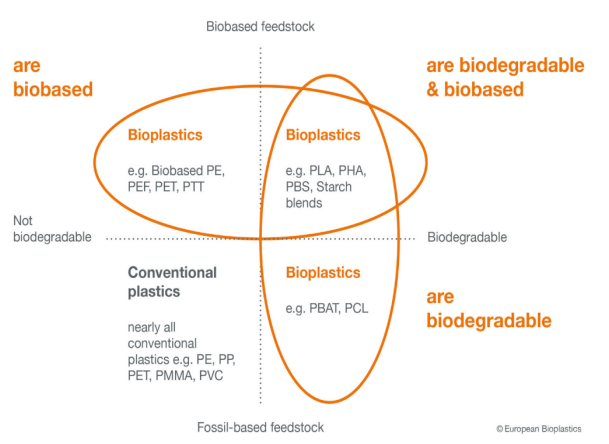 Biobased feedstock
are
biobased
are biodegradable
& biobased
Bioplastics
e.g. Biobased PE,
PEF, PET, PTT
Bioplastics
e.g. PLA, PHA,
PBS, Starch
blends
Not
biodegradable
Biodegradable
Conventional
plastics
nearly all
conventional
plastics e.g. PE, PP,
PET, PMMA, PVC
Bioplastics
e.g. PBAT, PCL
are
biodegradable
Fossil-based feedstock
© European Bioplastics